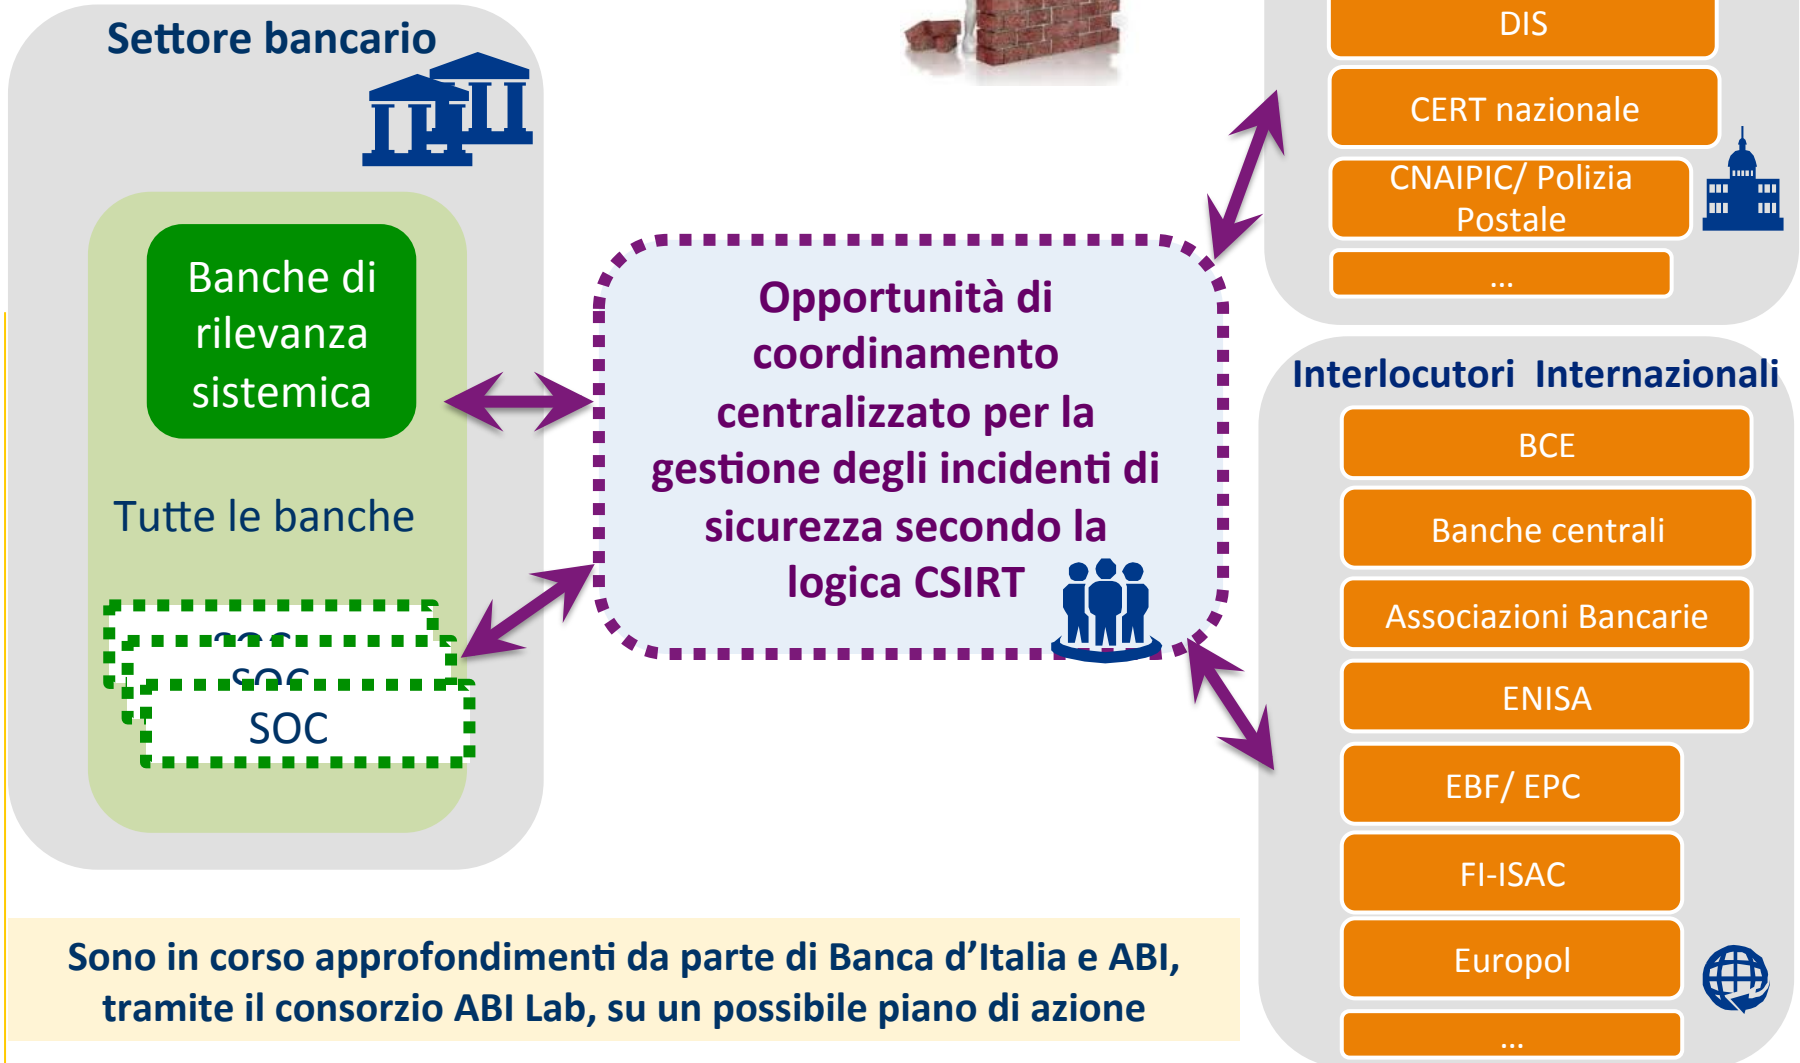 Settore bancario
Banche di
rilevanza
sistemica
Tutte le banche
SOC
SOC
SOC
Opportunità di
coordinamento
centralizzato per la
gestione degli incidenti di
sicurezza secondo la
logica CSIRT
DIS
CERT nazionale
CNAIPIC/ Polizia
Postale
...
Interlocutori Internazionali
BCE
Banche centrali
Associazioni Bancarie
ENISA
EBF/ EPC
FI-ISAC
Europol
...
Sono in corso approfondimenti da parte di Banca d’Italia e ABI,
tramite il consorzio ABI Lab, su un possibile piano di azione